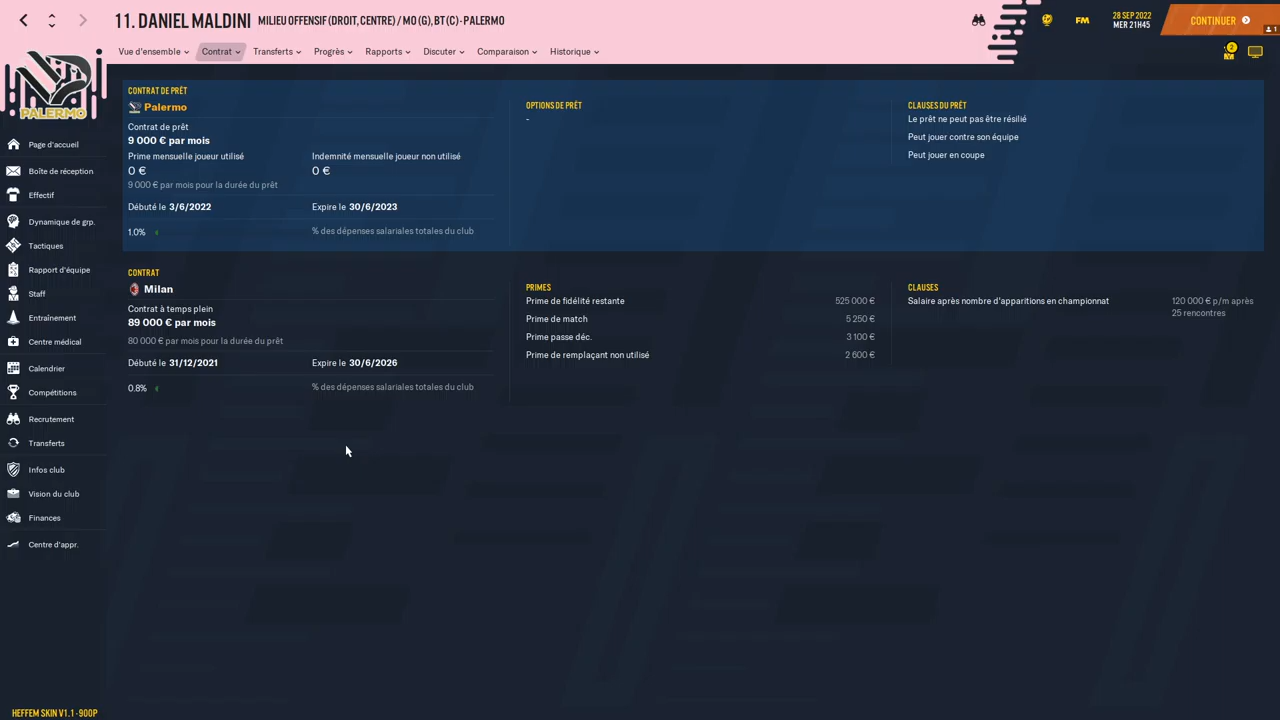 11. DANIEL MALDINI MILIEU OFFENSIF (DROIT, CENTRE) / MO (G), BT (C) - PALERMO
28 SEP 2022
MER 21H45
CONTINUER
1
Vue d'ensemble
Contrat
Transferts
Progrès
Rapports
Discuter
Comparaison
Historique
2
PALERMO
Page d'accueil
Boîte de réception
Effectif
Dynamique de grp.
Tactiques
Rapport d'équipe
Staff
Entraînement
Centre médical
Calendrier
Compétitions
Recrutement
Transferts
Infos club
Vision du club
Finances
Centre d'appr.
CONTRAT DE PRÊT
Palermo
Contrat de prêt
9 000 € par mois
Prime mensuelle joueur utilisé
Indemnité mensuelle joueur non utilisé
0 €
0 €
9 000 € par mois pour la durée du prêt
Débuté le 3/6/2022
Expire le 30/6/2023
1.0%
% des dépenses salariales totales du club
OPTIONS DE PRÊT
-
CLAUSES DU PRÊT
Le prêt ne peut pas être résilié
Peut jouer contre son équipe
Peut jouer en coupe
CONTRAT
Milan
Contrat à temps plein
89 000 € par mois
80 000 € par mois pour la durée du prêt
Débuté le 31/12/2021
Expire le 30/6/2026
0.8%
% des dépenses salariales totales du club
PRIMES
Prime de fidélité restante 525 000 €
Prime de match 5 250 €
Prime passe déc. 3 100 €
Prime de remplaçant non utilisé 2 600 €
CLAUSES
Salaire après nombre d'apparitions en championnat 120 000 € p/m après
25 rencontres
FM
HEFFEM SKIN V1.1 - 900P